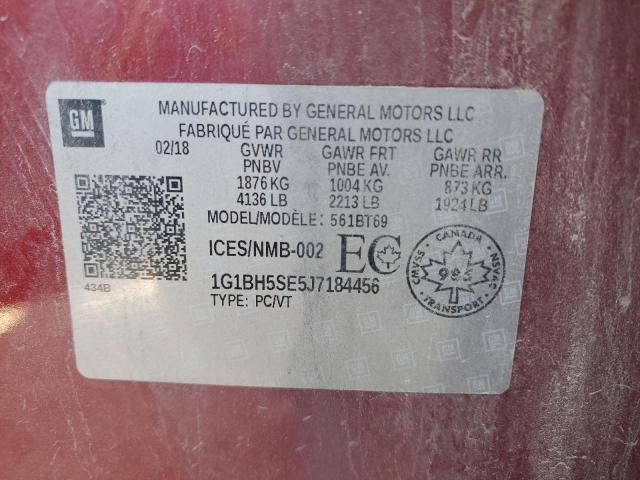 GM
MANUFACTURED BY GENERAL MOTORS LLC
FABRIQUÉ PAR GENERAL MOTORS LLC
02/18 GVWR GAWR FRT GAWR RR
PNBV PNBE AV. PNBE ARR.
1876 KG 1004 KG 873 KG
4136 LB 2213 LB 1924 LB
MODEL/MODÈLE: 561BT69
ICES/NMB-002 EC
1G1BH5SE5J7184456
TYPE: PC/VT
434B
CANADA
CMVSS NSVAC
TRANSPORT